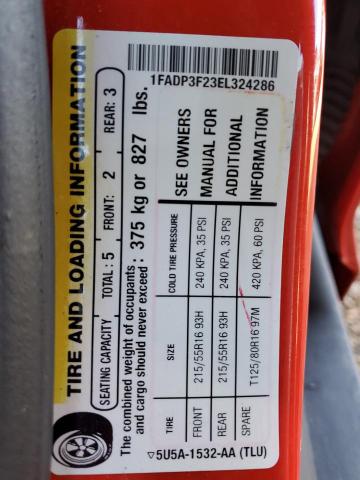 TIRE AND LOADING INFORMATION
SEATING CAPACITY TOTAL : 5 FRONT: 2 REAR: 3
The combined weight of occupants
and cargo should never exceed : 375 kg or 827 lbs.
TIRE SIZE COLD TIRE PRESSURE
FRONT 215/55R16 93H 240 KPA, 35 PSI
REAR 215/55R16 93H 240 KPA, 35 PSI
SPARE T125/80R16 97M 420 KPA, 60 PSI
SEE OWNERS
MANUAL FOR
ADDITIONAL
INFORMATION
▽5U5A-1532-AA (TLU)
1FADP3F23EL324286